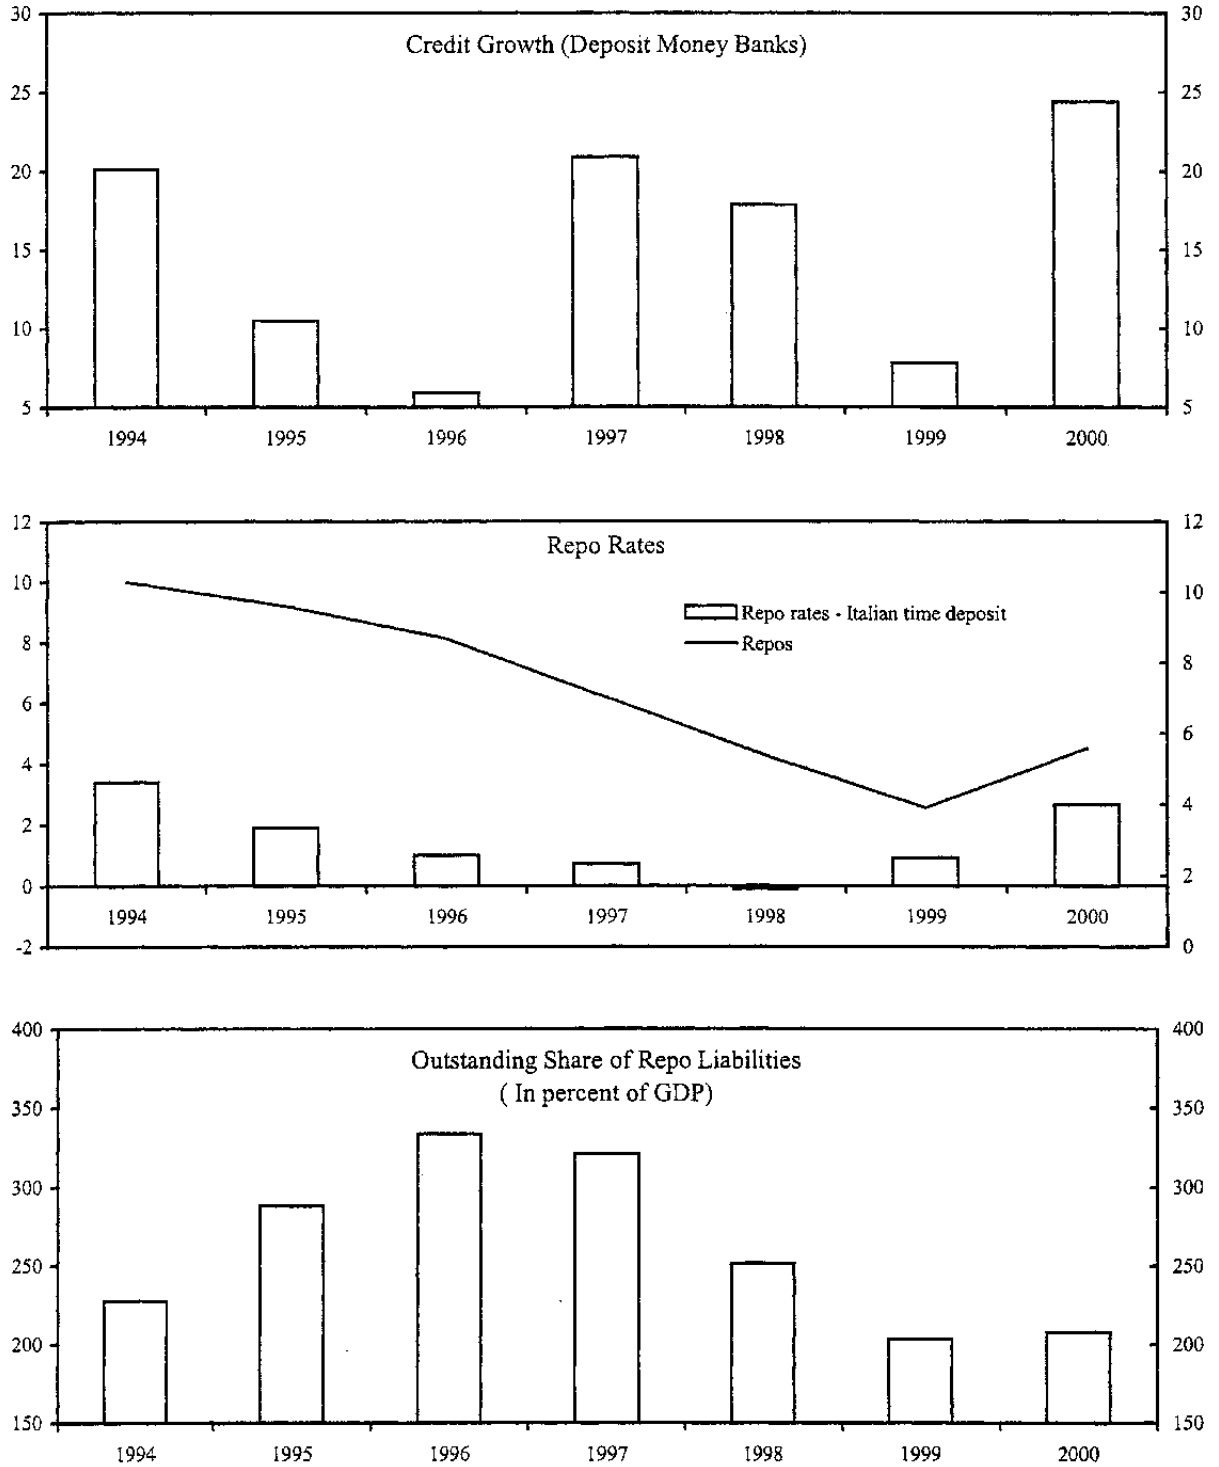 30 30
Credit Growth (Deposit Money Banks)
25 25
20 20
15 15
10 10
5 5
1994 1995 1996 1997 1998 1999 2000
12 12
Repo Rates
10 10
Repo rates - Italian time deposit
8 8
Repos
6 6
4 4
2 2
0
1994 1995 1996 1997 1998 1999 2000
-2 0
400 400
Outstanding Share of Repo Liabilities
( In percent of GDP)
350 350
300 300
250 250
200 200
150 150
1994 1995 1996 1997 1998 1999 2000